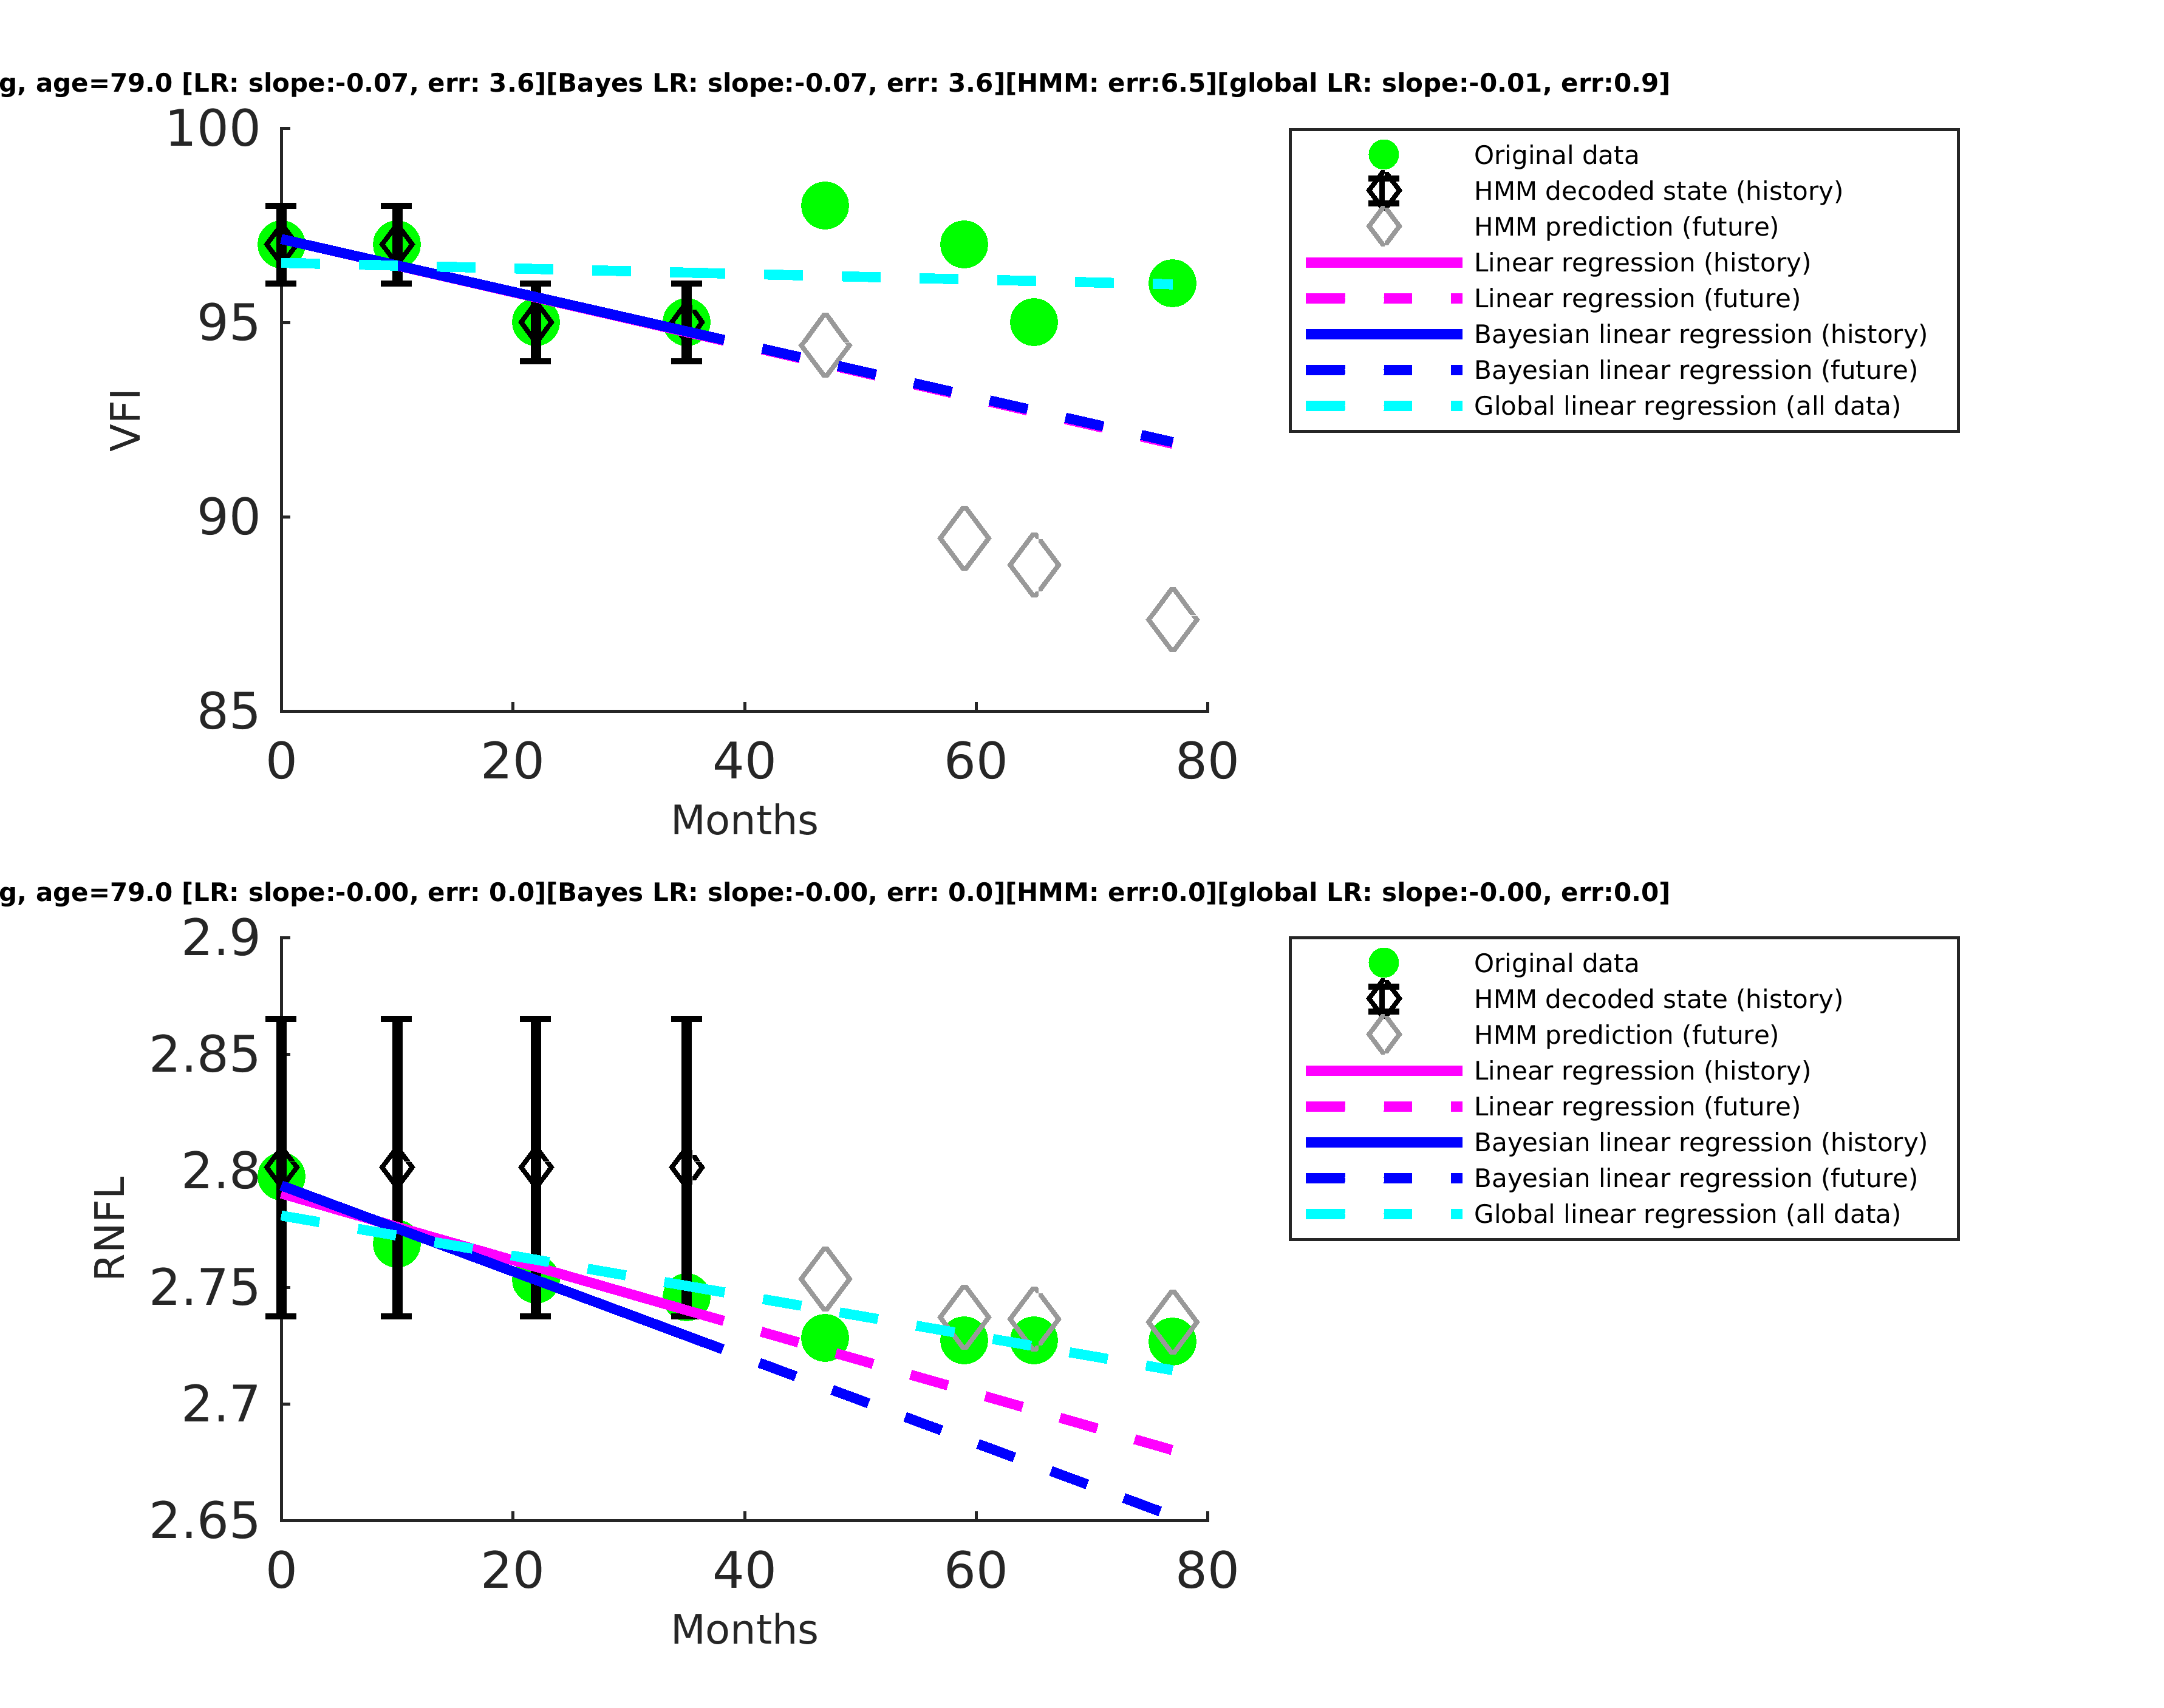 g, age=79.0 [LR: slope:-0.07, err: 3.6][Bayes LR: slope:-0.07, err: 3.6][HMM: err:6.5][global LR: slope:-0.01, err:0.9]
100
95
90
85
VFI
0 20 40 60 80
Months
Original data
HMM decoded state (history)
HMM prediction (future)
Linear regression (history)
Linear regression (future)
Bayesian linear regression (history)
Bayesian linear regression (future)
Global linear regression (all data)
g, age=79.0 [LR: slope:-0.00, err: 0.0][Bayes LR: slope:-0.00, err: 0.0][HMM: err:0.0][global LR: slope:-0.00, err:0.0]
2.9
2.85
2.8
2.75
2.7
2.65
RNFL
0 20 40 60 80
Months
Original data
HMM decoded state (history)
HMM prediction (future)
Linear regression (history)
Linear regression (future)
Bayesian linear regression (history)
Bayesian linear regression (future)
Global linear regression (all data)